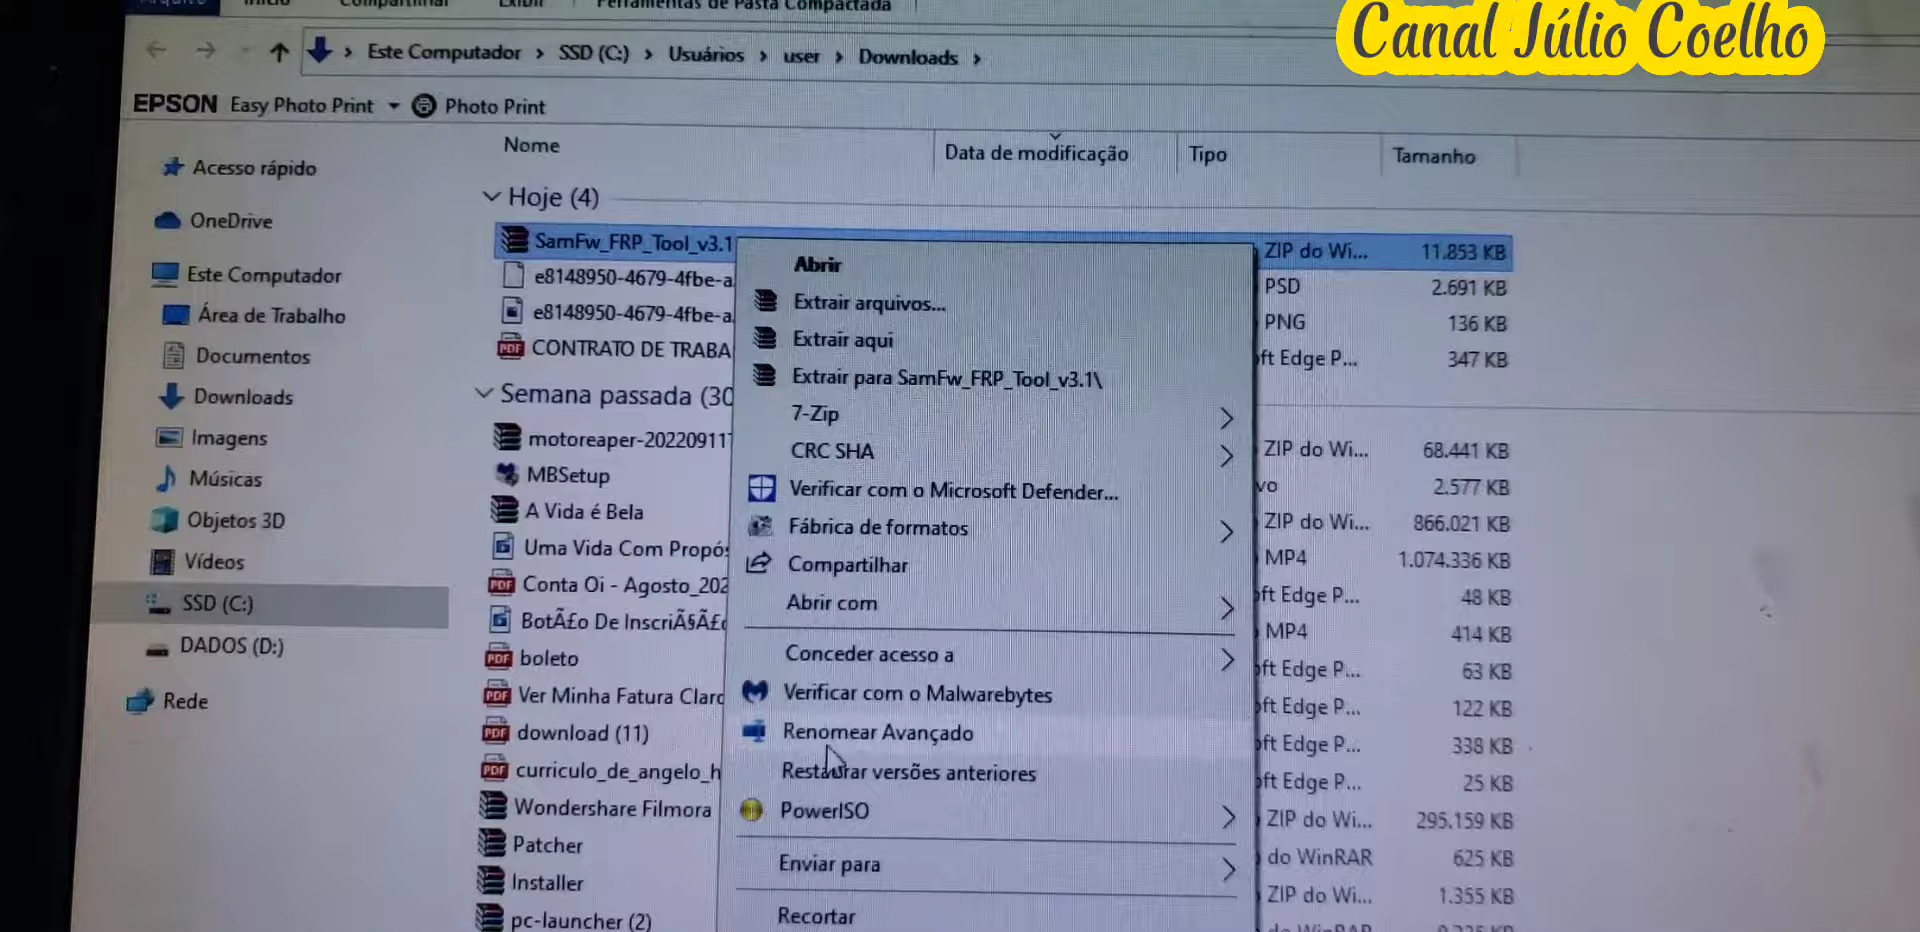 Canal Júlio Coelho
Ferramentas de Pasta Compactada
Este Computador › SSD (C:) › Usuários › user › Downloads ›
EPSON Easy Photo Print Photo Print
Nome Data de modificação Tipo Tamanho
Acesso rápido
OneDrive
Este Computador
Área de Trabalho
Documentos
Downloads
Imagens
Músicas
Objetos 3D
Vídeos
SSD (C:)
DADOS (D:)
Rede
Hoje (4)
SamFw_FRP_Tool_v3.1 ZIP do Wi... 11.853 KB
e8148950-4679-4fbe-a PSD 2.691 KB
e8148950-4679-4fbe-a PNG 136 KB
CONTRATO DE TRABA ft Edge P... 347 KB
Semana passada (30
motoreaper-20220911 ZIP do Wi... 68.441 KB
MBSetup vo 2.577 KB
A Vida é Bela ZIP do Wi... 866.021 KB
Uma Vida Com Propós MP4 1.074.336 KB
Conta Oi - Agosto_202 ft Edge P... 48 KB
BotÃ£o De InscriÃ§Ã£ MP4 414 KB
boleto ft Edge P... 63 KB
Ver Minha Fatura Claro ft Edge P... 122 KB
download (11) ft Edge P... 338 KB
curriculo_de_angelo_h ft Edge P... 25 KB
Wondershare Filmora ZIP do Wi... 295.159 KB
Patcher do WinRAR 625 KB
Installer ZIP do Wi... 1.355 KB
pc-launcher (2)
Abrir
Extrair arquivos...
Extrair aqui
Extrair para SamFw_FRP_Tool_v3.1\
7-Zip
CRC SHA
Verificar com o Microsoft Defender...
Fábrica de formatos
Compartilhar
Abrir com
Conceder acesso a
Verificar com o Malwarebytes
Renomear Avançado
Restaurar versões anteriores
PowerISO
Enviar para
Recortar